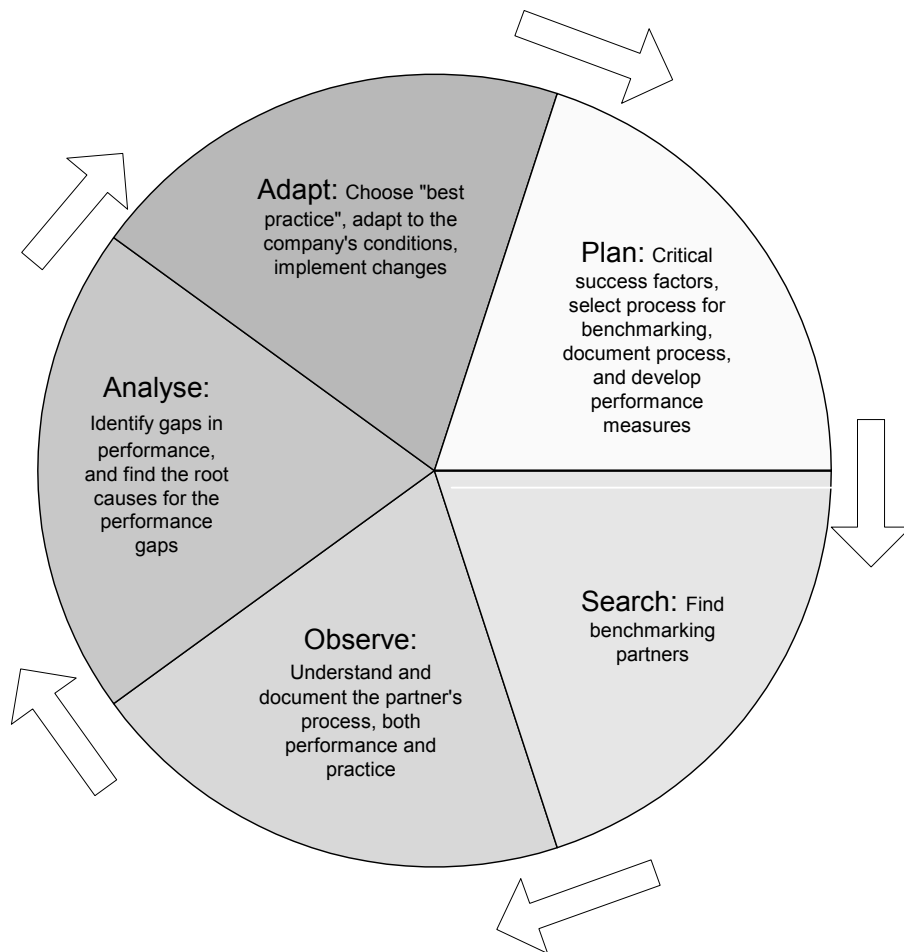 Adapt: Choose "best
practice", adapt to the
company's conditions,
implement changes
Plan: Critical
success factors,
select process for
benchmarking,
document process,
and develop
performance
measures
Analyse:
Identify gaps in
performance,
and find the root
causes for the
performance
gaps
Search: Find
benchmarking
partners
Observe:
Understand and
document the partner's
process, both
performance and
practice